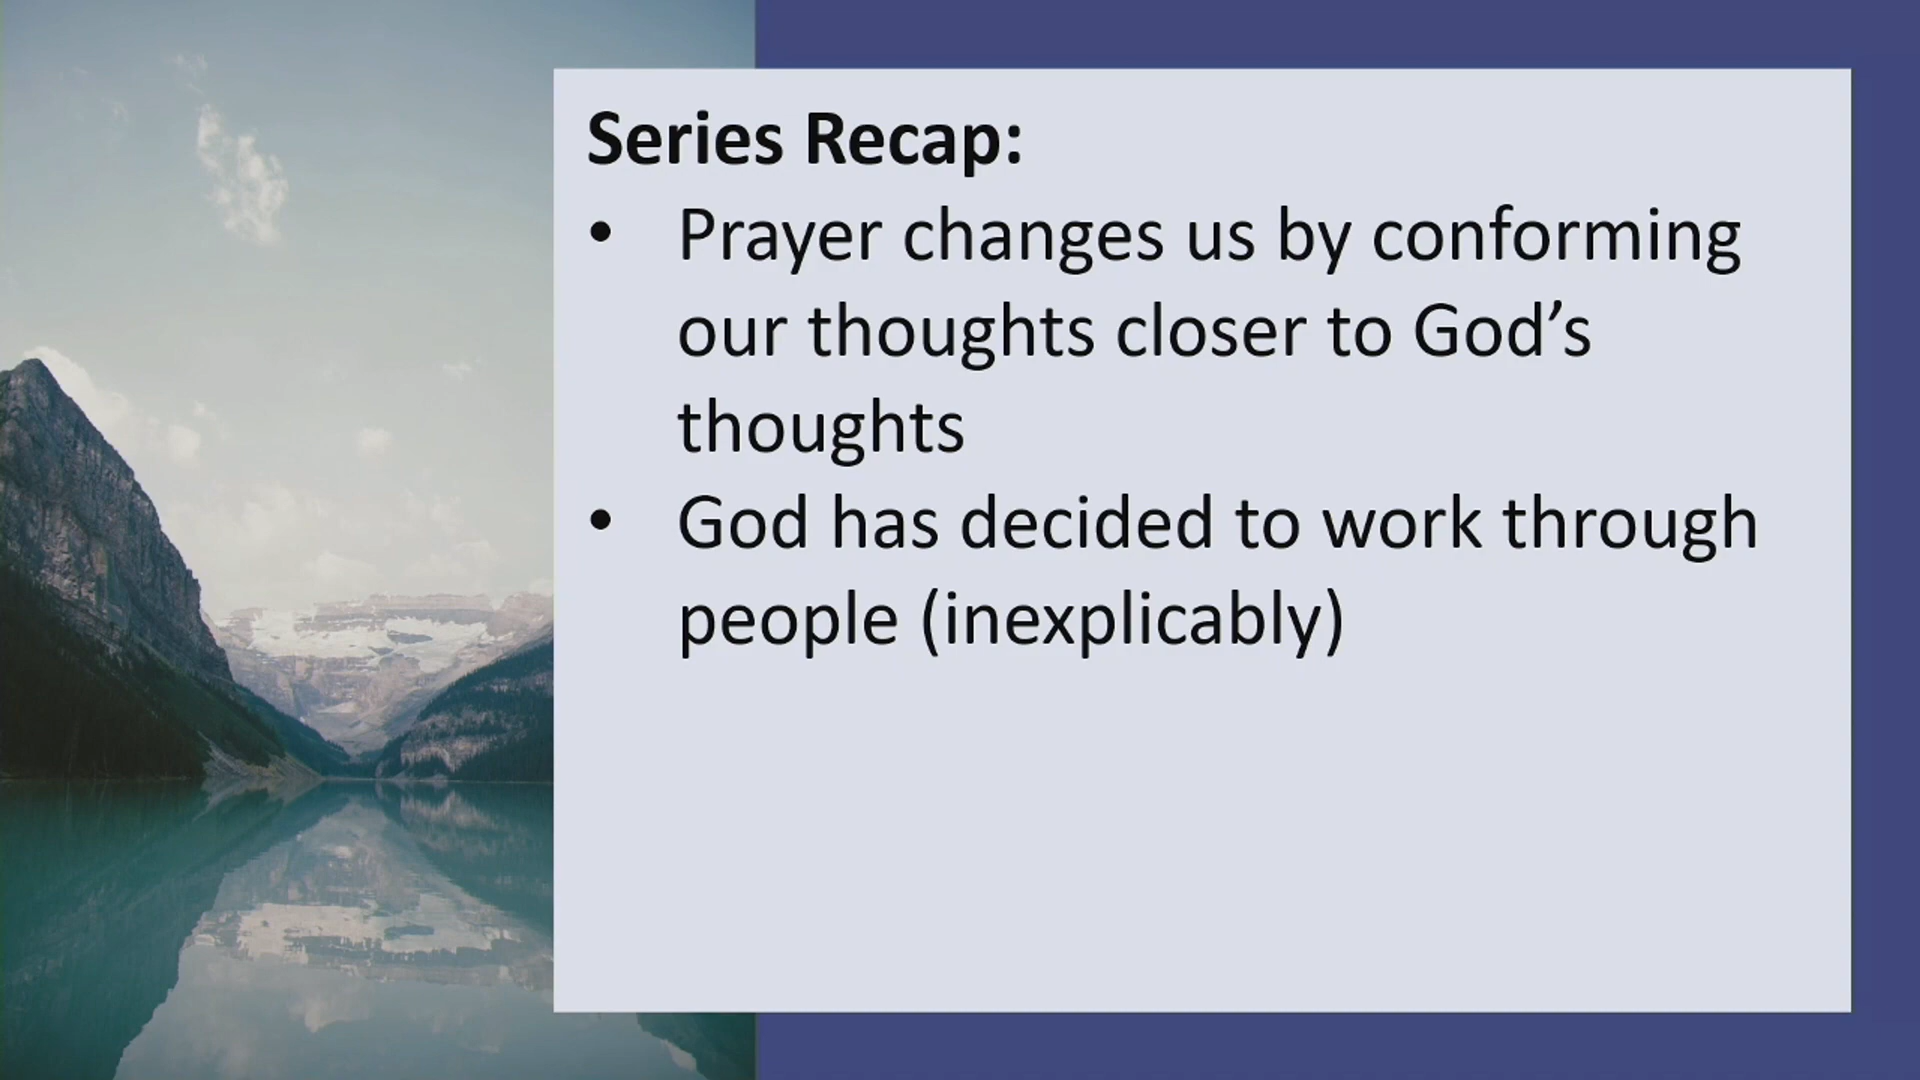 Series Recap:
• Prayer changes us by conforming
our thoughts closer to God’s
thoughts
• God has decided to work through
people (inexplicably)